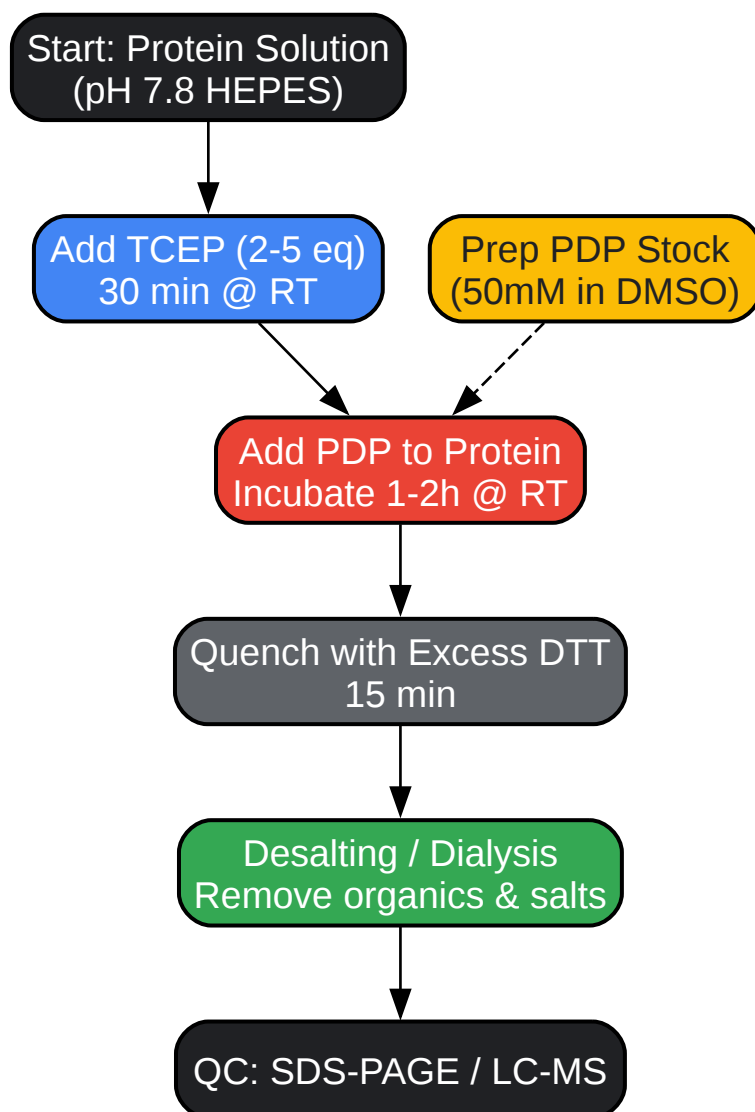 Start: Protein Solution
(pH 7.8 HEPES)
Add TCEP (2-5 eq)
30 min @ RT
Prep PDP Stock
(50mM in DMSO)
Add PDP to Protein
Incubate 1-2h @ RT
Quench with Excess DTT
15 min
Desalting / Dialysis
Remove organics & salts
QC: SDS-PAGE / LC-MS